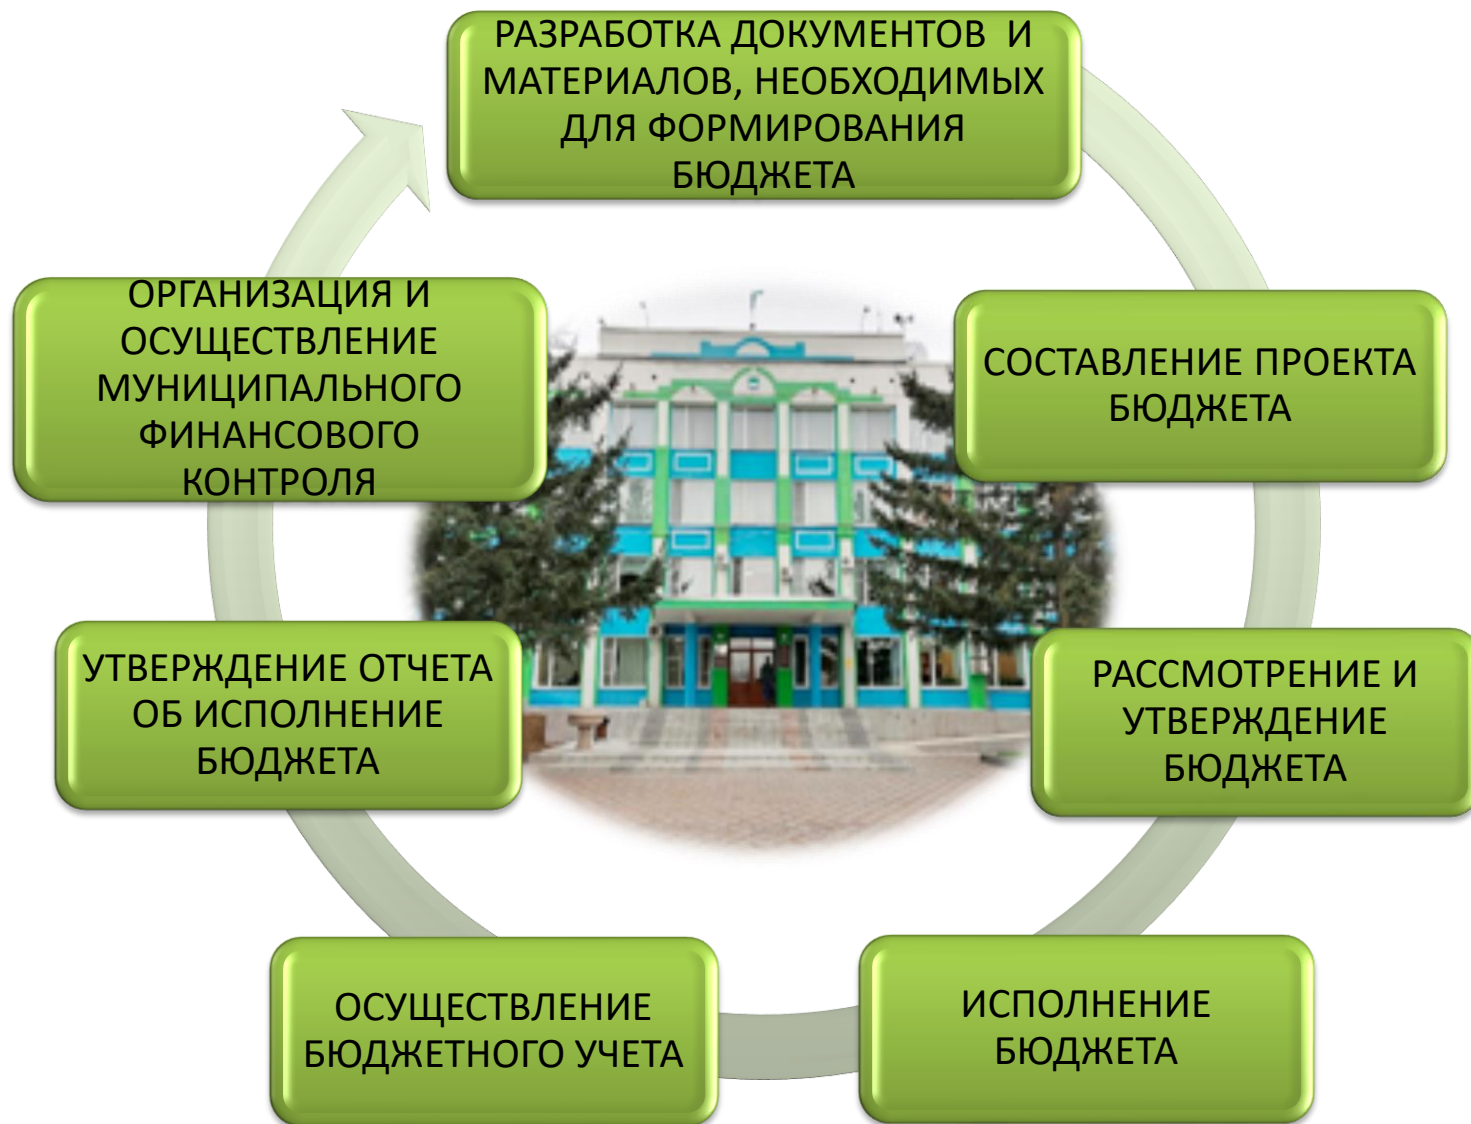 РАЗРАБОТКА ДОКУМЕНТОВ И
МАТЕРИАЛОВ, НЕОБХОДИМЫХ
ДЛЯ ФОРМИРОВАНИЯ
БЮДЖЕТА
СОСТАВЛЕНИЕ ПРОЕКТА
БЮДЖЕТА
РАССМОТРЕНИЕ И
УТВЕРЖДЕНИЕ
БЮДЖЕТА
ИСПОЛНЕНИЕ
БЮДЖЕТА
ОСУЩЕСТВЛЕНИЕ
БЮДЖЕТНОГО УЧЕТА
УТВЕРЖДЕНИЕ ОТЧЕТА
ОБ ИСПОЛНЕНИЕ
БЮДЖЕТА
ОРГАНИЗАЦИЯ И
ОСУЩЕСТВЛЕНИЕ
МУНИЦИПАЛЬНОГО
ФИНАНСОВОГО
КОНТРОЛЯ